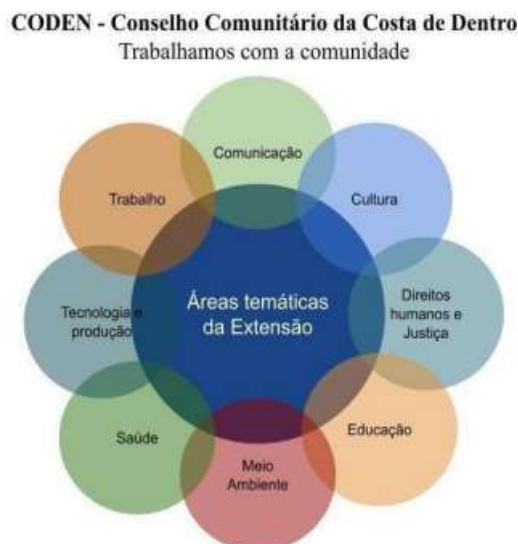 CODEN - Conselho Comunitário da Costa de Dentro
Trabalhamos com a comunidade
Comunicação
Trabalho
Cultura
Áreas temáticas
da Extensão
Tecnologia e
produção
Direitos
humanos e
Justiça
Saúde
Educação
Meio
Ambiente